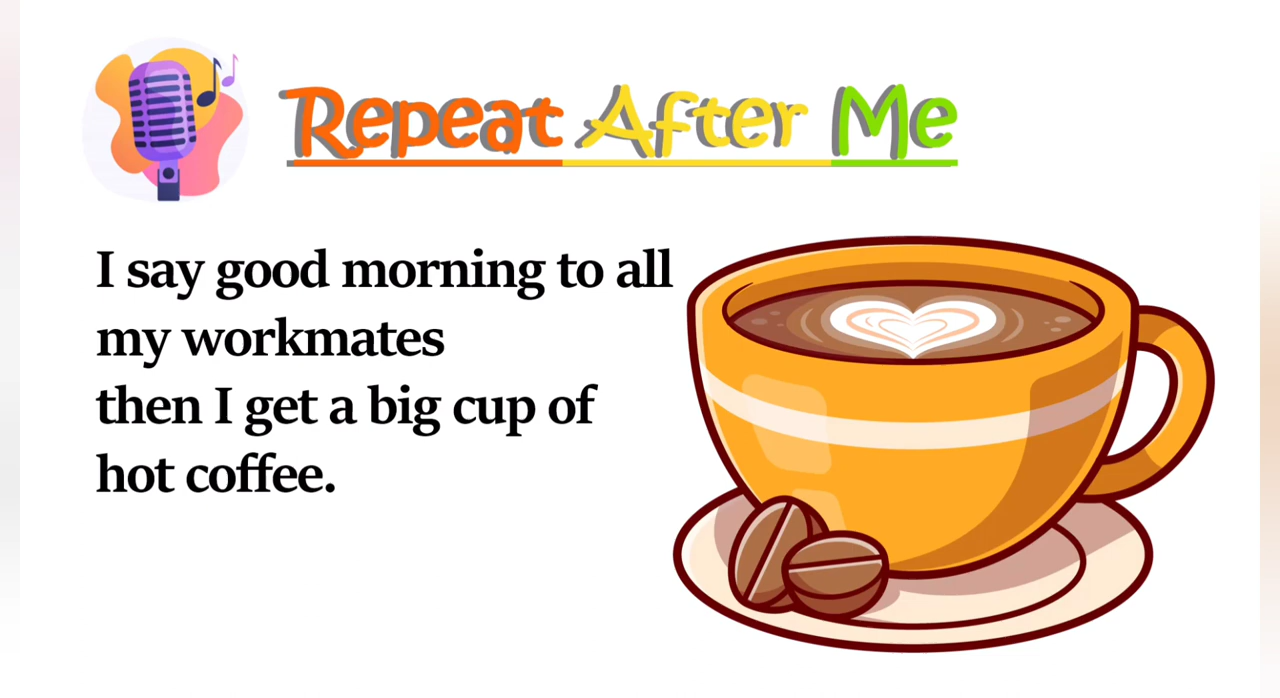 Repeat After Me
I say good morning to all
my workmates
then I get a big cup of
hot coffee.